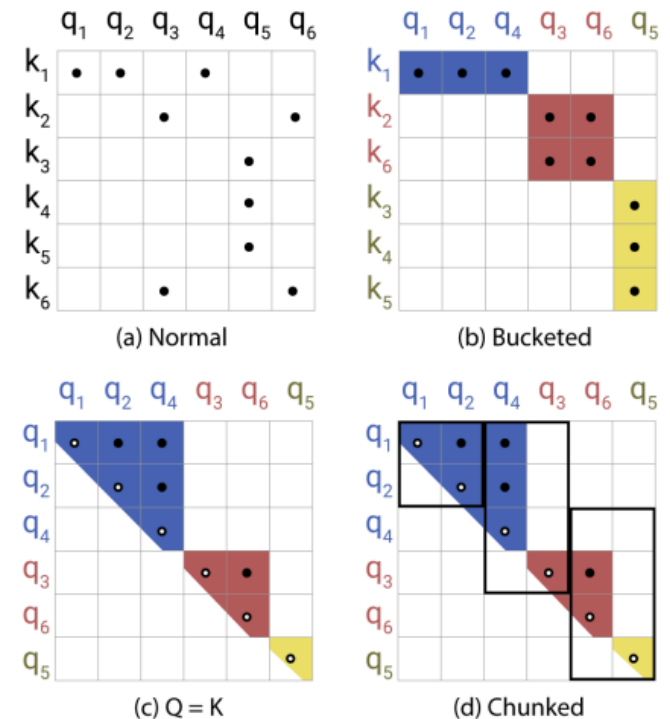 q₁ q₂ q₃ q₄ q₅ q₆
k₁
k₂
k₃
k₄
k₅
k₆
(a) Normal
q₁ q₂ q₄ q₃ q₆ q₅
k₁
k₂
k₆
k₃
k₄
k₅
(b) Bucketed
q₁ q₂ q₄ q₃ q₆ q₅
q₁
q₂
q₄
q₃
q₆
q₅
(c) Q = K
q₁ q₂ q₄ q₃ q₆ q₅
q₁
q₂
q₄
q₃
q₆
q₅
(d) Chunked